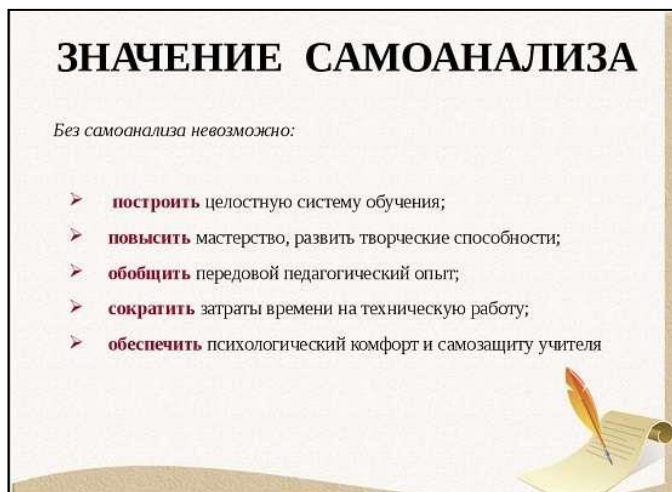 ЗНАЧЕНИЕ САМОАНАЛИЗА
Без самоанализа невозможно:
➢ построить целостную систему обучения;
➢ повысить мастерство, развить творческие способности;
➢ обобщить передовой педагогический опыт;
➢ сократить затраты времени на техническую работу;
➢ обеспечить психологический комфорт и самозащиту учителя